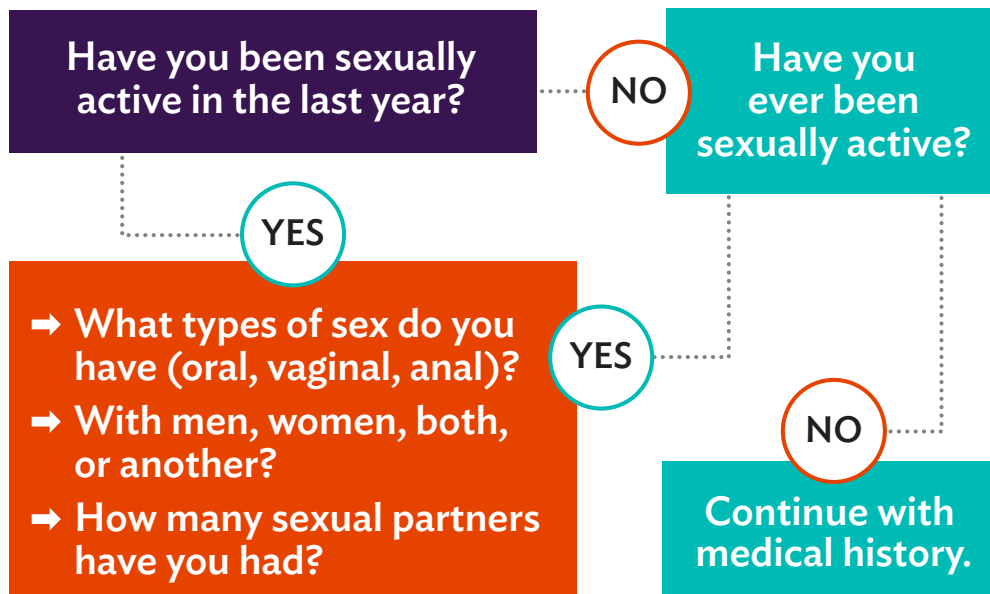 Have you been sexually
active in the last year?
NO
Have you
ever been
sexually active?
YES
➡ What types of sex do you
have (oral, vaginal, anal)?
➡ With men, women, both,
or another?
➡ How many sexual partners
have you had?
YES
NO
Continue with
medical history.